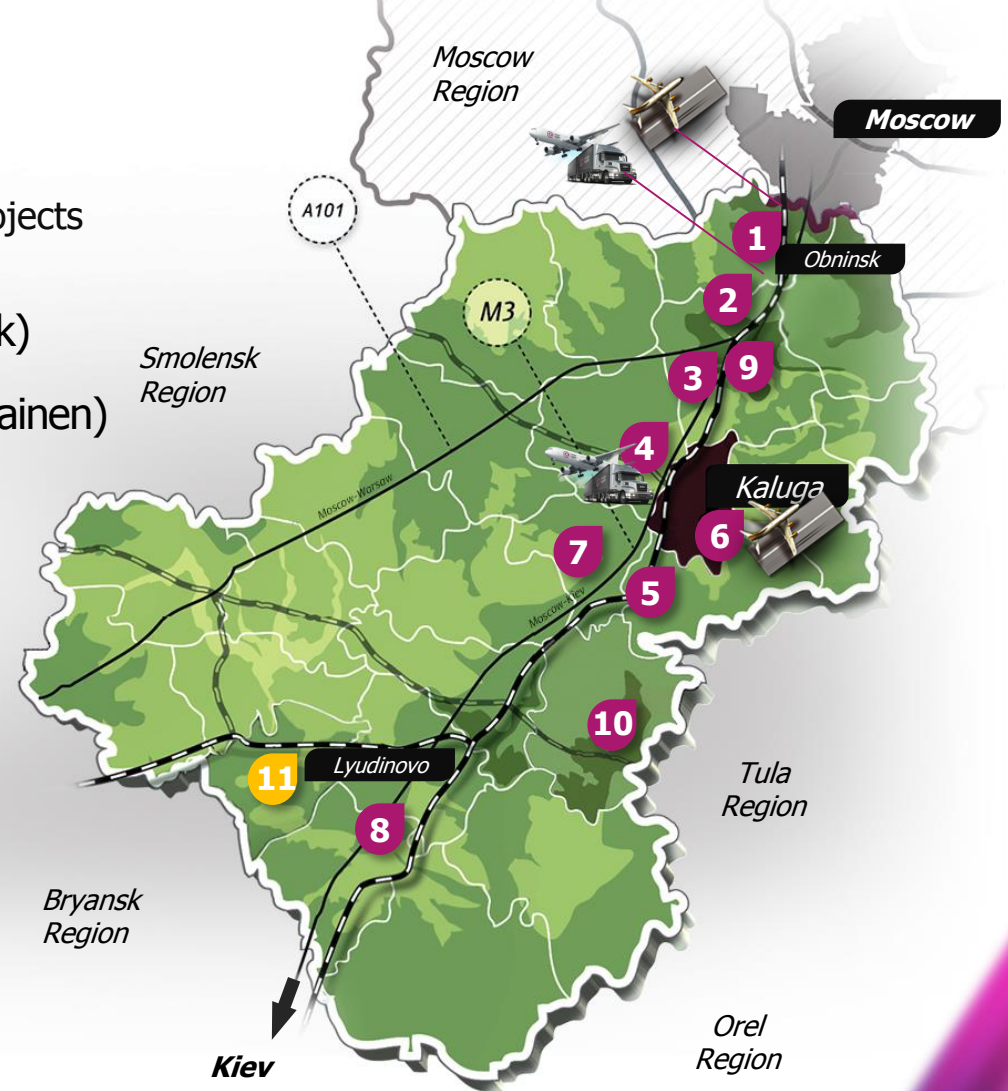 Moscow
Region
Moscow
ojects
A101
1
Obninsk
2
M3
k)
Smolensk
Region
3
9
ainen)
4
Kaluga
Moscow-Warsaw
6
7
5
Moscow-Kiev
10
Lyudinovo
11
Tula
Region
8
Bryansk
Region
Orel
Region
Kiev